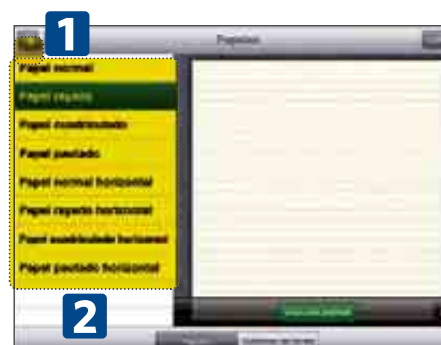 1
Papeles
Papel normal
Papel rayado
Papel cuadriculado
Papel pautado
Papel normal horizontal
Papel rayado horizontal
Papel cuadriculado horizontal
Papel pautado horizontal
2